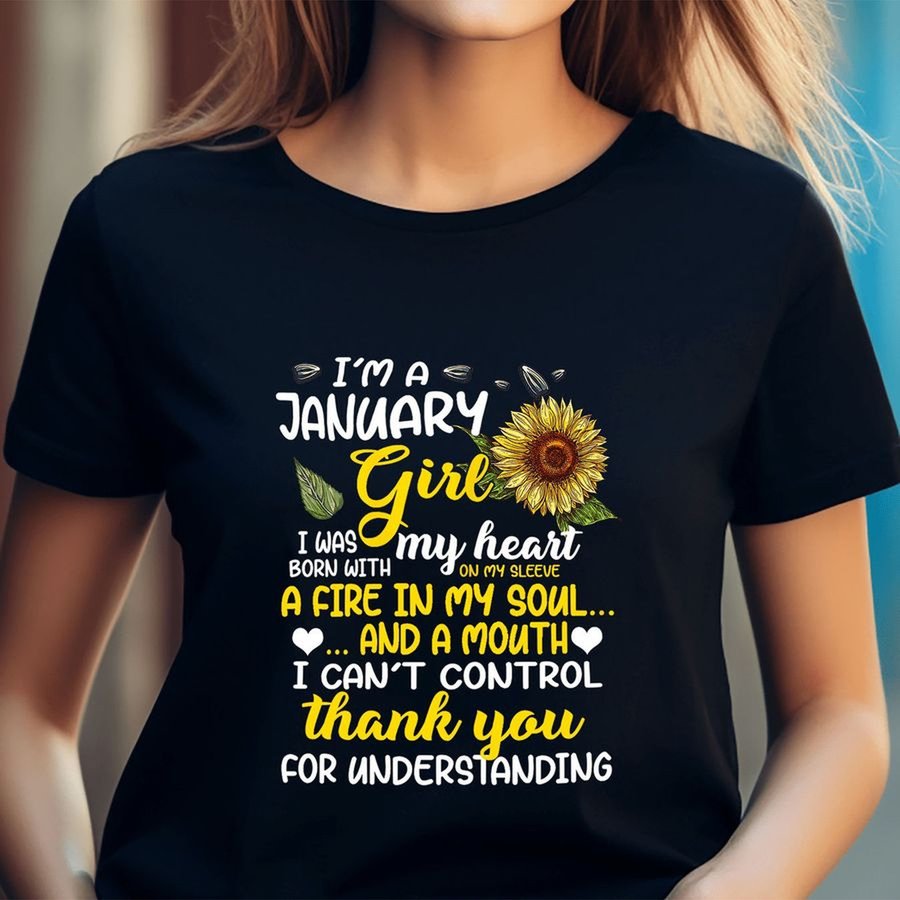 I'M A
JANUARY
Girl
I WAS my heart
BORN WITH ON MY SLEEVE
A FIRE IN MY SOUL...
... AND A MOUTH
I CAN'T CONTROL
thank you
FOR UNDERSTANDING